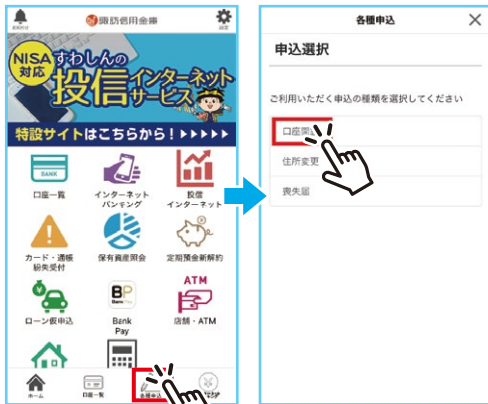 諏訪信用金庫
設定
NISA
対応
すわしんの
投信インターネット
サービス
特設サイトはこちらから！
BANK
口座一覧
インターネット
バンキング
投信
インターネット
カード・通帳
紛失受付
保有資産照会
定期預金新解約
ローン仮申込
BP
Bank
Pay
ATM
店舗・ATM
ホーム
口座一覧
各種申込
各種申込
申込選択
ご利用いただく申込の種類を選択してください
口座開
住所変更
喪失届